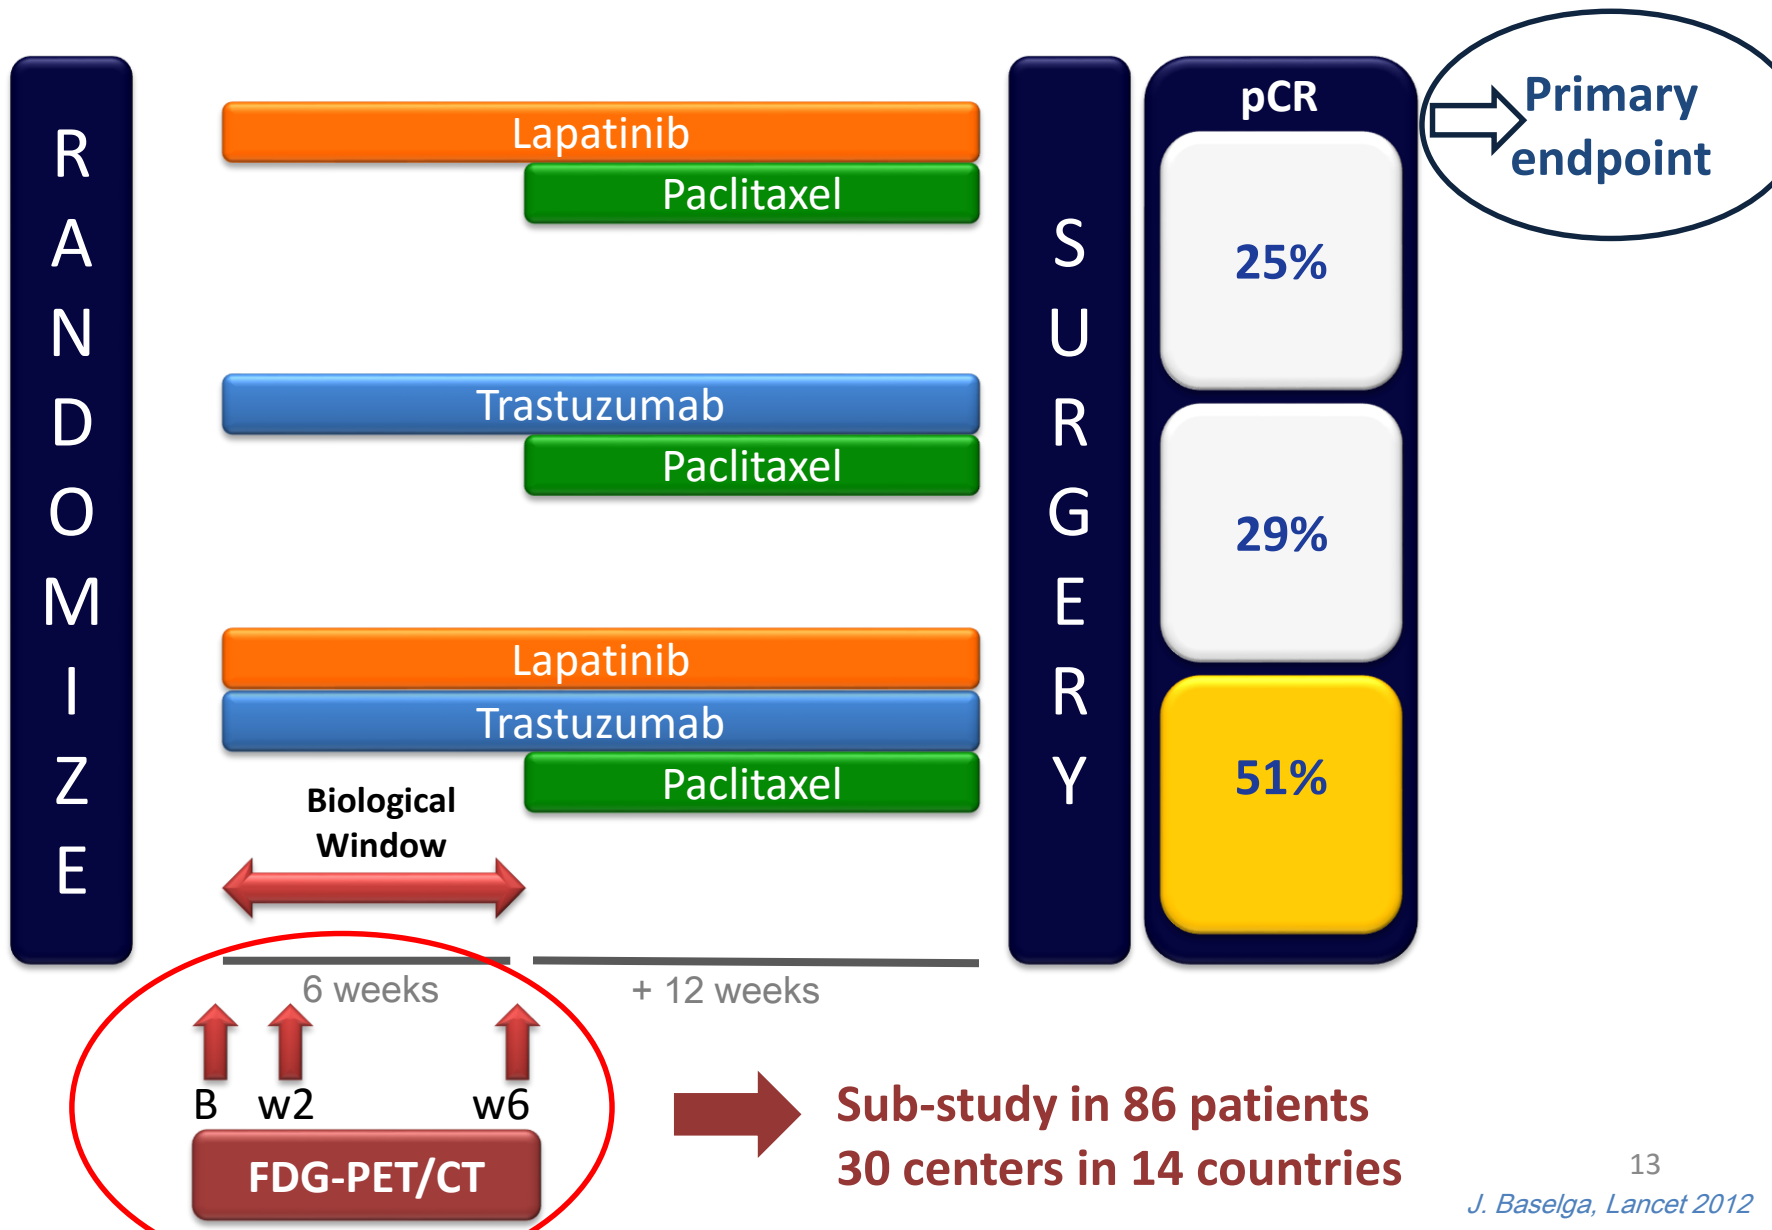 RANDOMIZE
Lapatinib
Paclitaxel
Trastuzumab
Paclitaxel
Lapatinib
Trastuzumab
Paclitaxel
Biological
Window
6 weeks
+ 12 weeks
B w2 w6
FDG-PET/CT
SURGERY
pCR
25%
29%
51%
Primary
endpoint
Sub-study in 86 patients
30 centers in 14 countries
13
J. Baselga, Lancet 2012